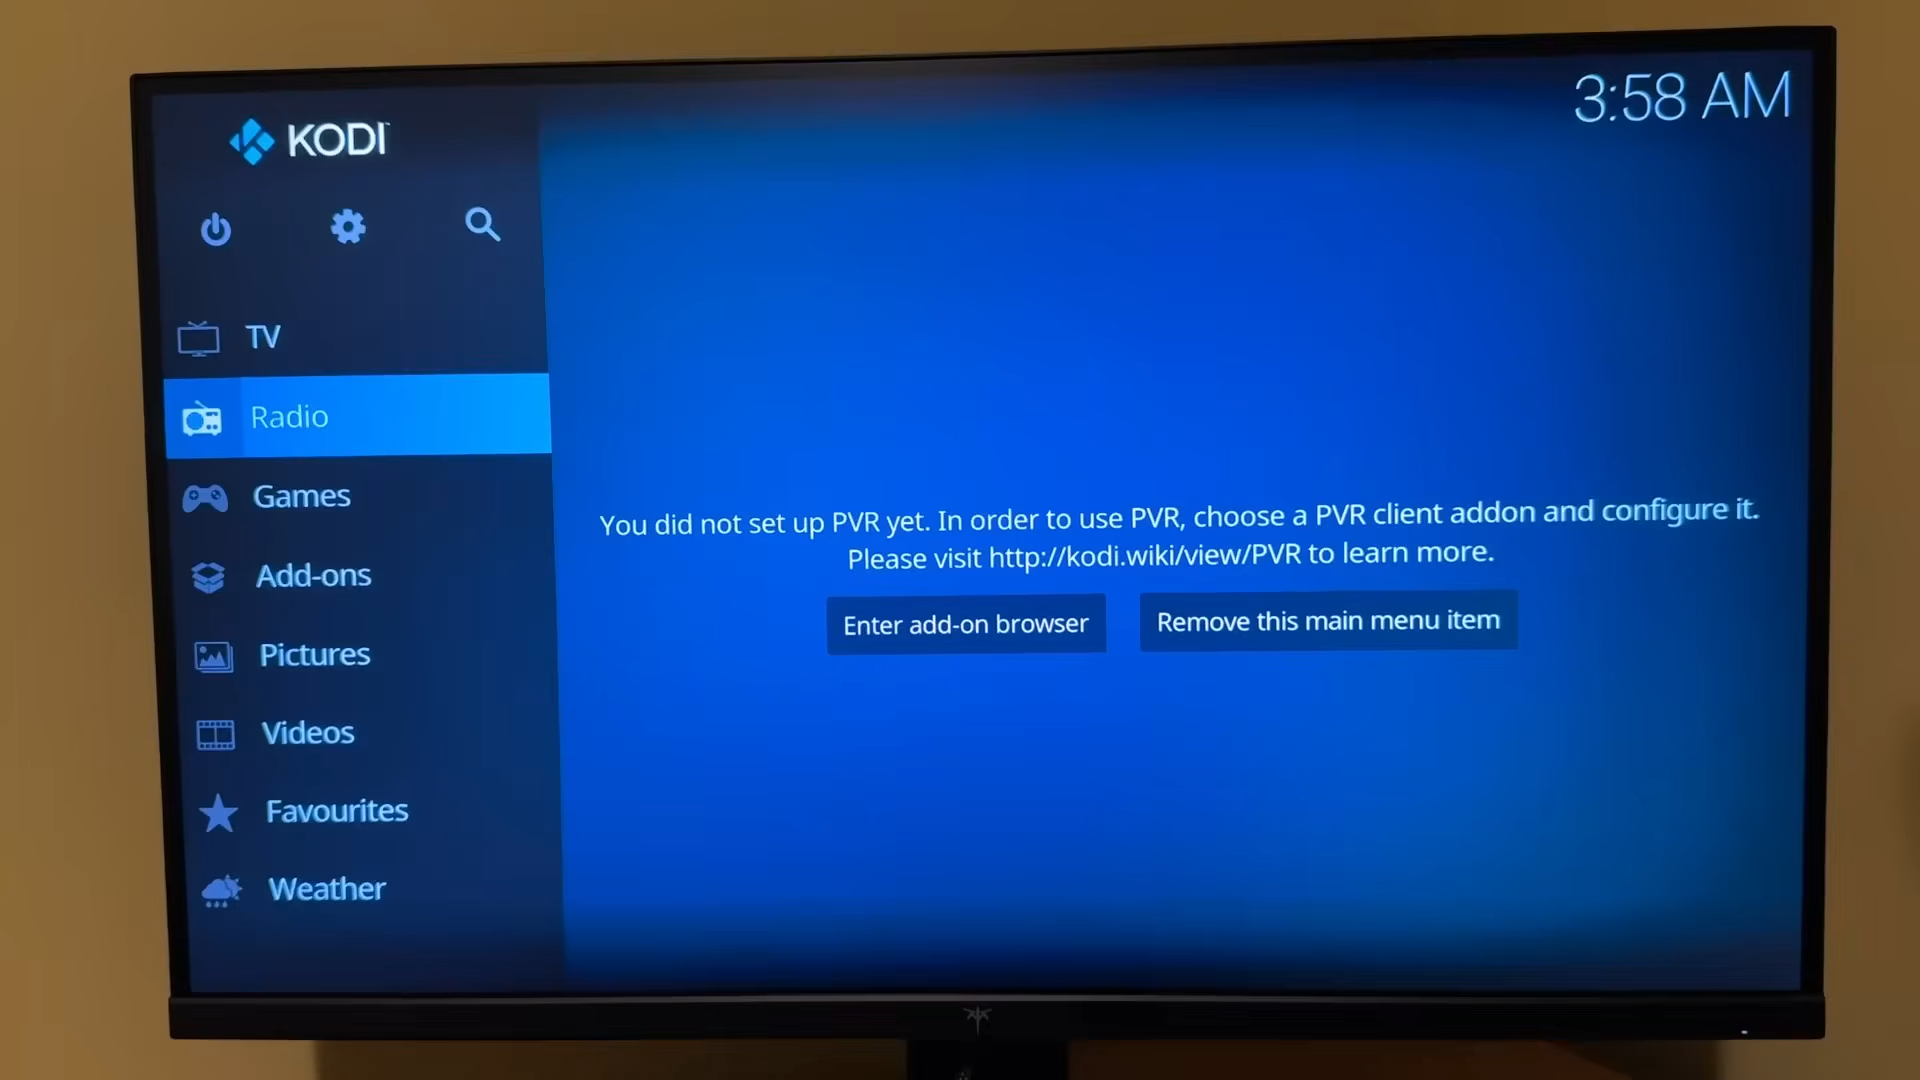 KODI
3:58 AM
TV
Radio
Games
Add-ons
Pictures
Videos
Favourites
Weather
You did not set up PVR yet. In order to use PVR, choose a PVR client addon and configure it.
Please visit http://kodi.wiki/view/PVR to learn more.
Enter add-on browser
Remove this main menu item